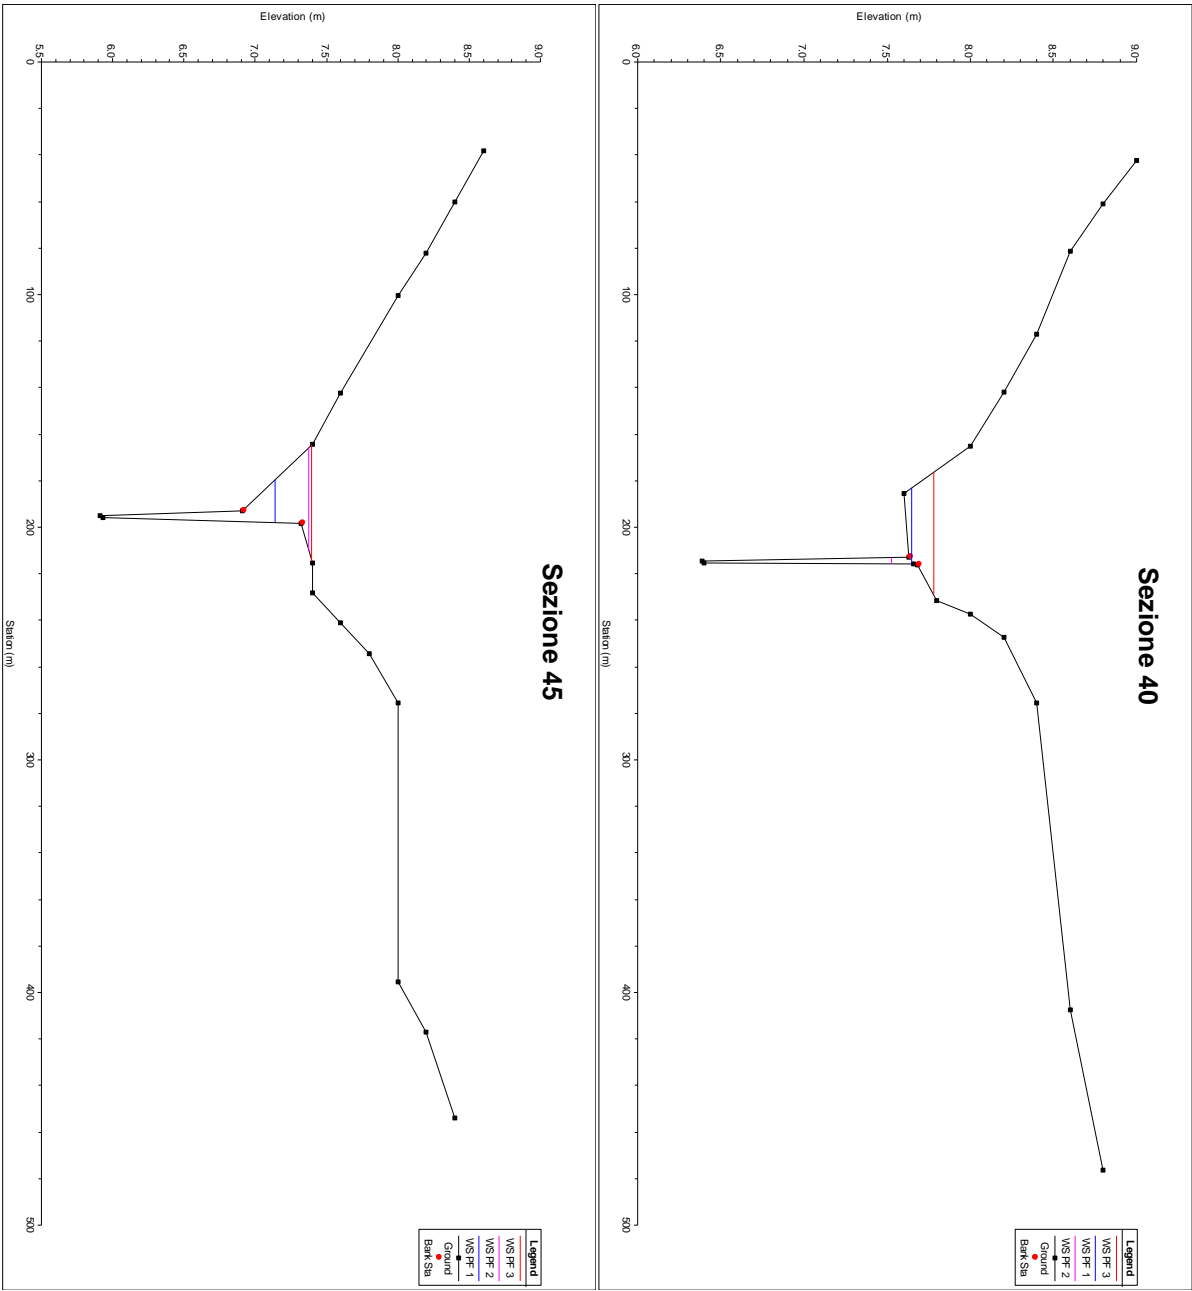 Elevation (m)
5.5
6.0
6.5
7.0
7.5
8.0
8.5
9.0
0
100
200
300
400
500
Station (m)
Sezione 45
Legend
WS PF 3
WS PF 2
WS PF 1
Ground
Bank Sta
Elevation (m)
6.0
6.5
7.0
7.5
8.0
8.5
9.0
0
100
200
300
400
500
Station (m)
Sezione 40
Legend
WS PF 3
WS PF 1
WS PF 2
Ground
Bank Sta